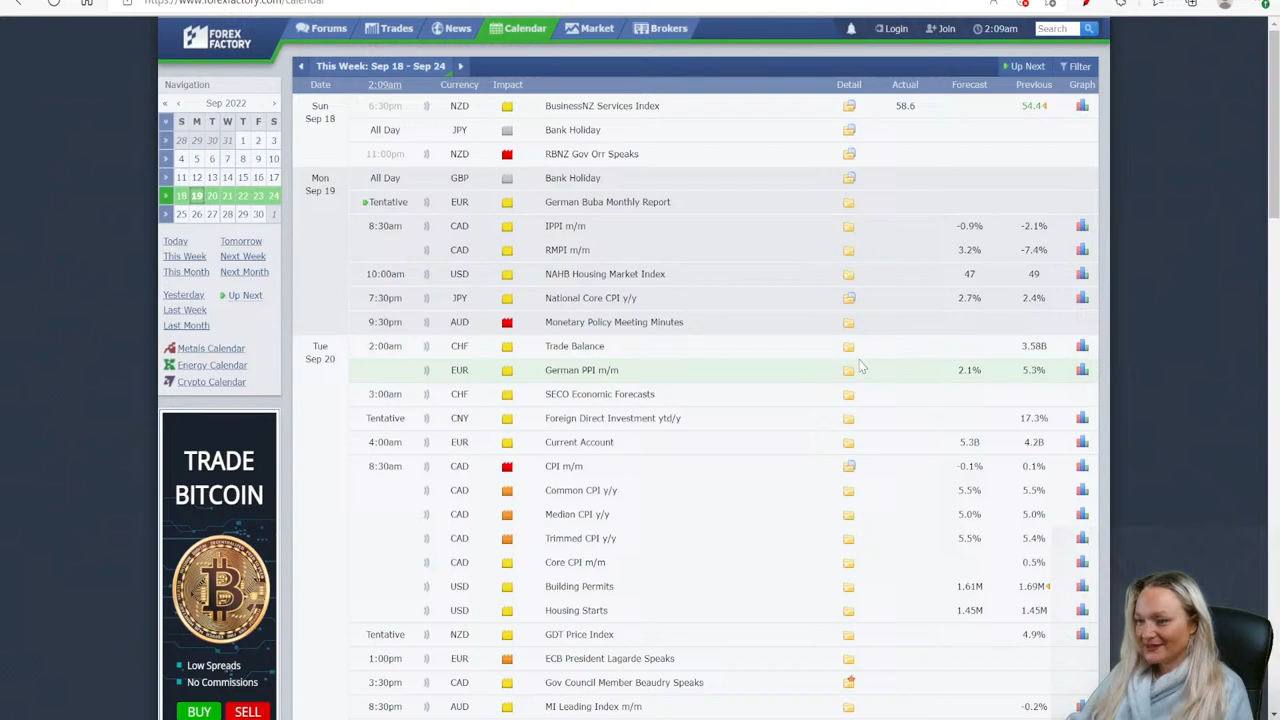 https://www.forexfactory.com/calendar
FOREX FACTORY
Forums Trades News Calendar Market Brokers Login Join 2:09am Search
This Week: Sep 18 - Sep 24 Up Next Filter
Navigation
« ‹ Sep 2022 ›
S M T W T F S
28 29 30 31 1 2 3
4 5 6 7 8 9 10
11 12 13 14 15 16 17
18 19 20 21 22 23 24
25 26 27 28 29 30 1
Today Tomorrow
This Week Next Week
This Month Next Month
Yesterday Up Next
Last Week
Last Month
Metals Calendar
Energy Calendar
Crypto Calendar
TRADE
BITCOIN
Low Spreads
No Commissions
BUY SELL
Date 2:09am Currency Impact Detail Actual Forecast Previous Graph
Sun Sep 18 6:30pm NZD BusinessNZ Services Index 58.6 54.4
All Day JPY Bank Holiday
11:00pm NZD RBNZ Gov Orr Speaks
Mon Sep 19 All Day GBP Bank Holiday
Tentative EUR German Buba Monthly Report
8:30am CAD IPPI m/m -0.9% -2.1%
CAD RMPI m/m 3.2% -7.4%
10:00am USD NAHB Housing Market Index 47 49
7:30pm JPY National Core CPI y/y 2.7% 2.4%
9:30pm AUD Monetary Policy Meeting Minutes
Tue Sep 20 2:00am CHF Trade Balance 3.58B
EUR German PPI m/m 2.1% 5.3%
3:00am CHF SECO Economic Forecasts
Tentative CNY Foreign Direct Investment ytd/y 17.3%
4:00am EUR Current Account 5.3B 4.2B
8:30am CAD CPI m/m -0.1% 0.1%
CAD Common CPI y/y 5.5% 5.5%
CAD Median CPI y/y 5.0% 5.0%
CAD Trimmed CPI y/y 5.5% 5.4%
CAD Core CPI m/m 0.5%
USD Building Permits 1.61M 1.69M
USD Housing Starts 1.45M 1.45M
Tentative NZD GDT Price Index 4.9%
1:00pm EUR ECB President Lagarde Speaks
3:30pm CAD Gov Council Member Beaudry Speaks
8:30pm AUD MI Leading Index m/m -0.2%